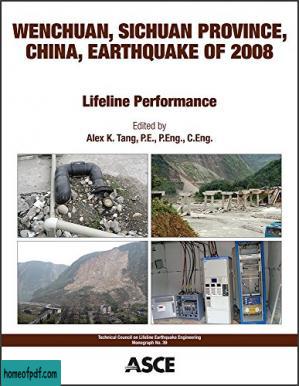 WENCHUAN, SICHUAN PROVINCE,
CHINA, EARTHQUAKE OF 2008
Lifeline Performance
Edited by
Alex K. Tang, P.E., P.Eng., C.Eng.
Technical Council on Lifeline Earthquake Engineering
Monograph No. 39
ASCE
homeofpdf.com